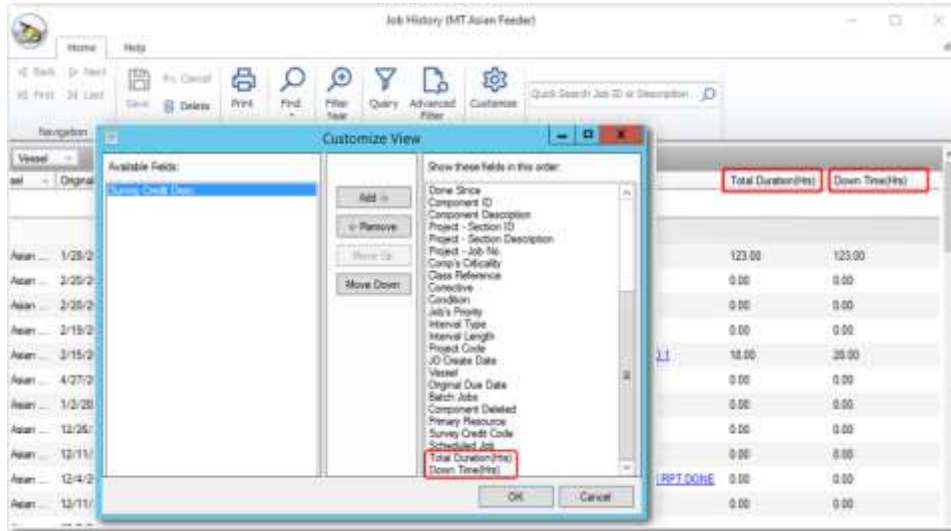 Job History (MT Asian Feeder)
Home Help
Back Next
First Last
Save
Cancel
Delete
Print
Find
Filter Year
Query
Advanced Filter
Customize
Quick Search Job ID or Description
Navigation
Customize View
Vessel
Original
Total Duration(Hrs) Down Time(Hrs)
Available Fields:
Survey Credit Desc.
Add ->
<- Remove
Move Up
Move Down
Show these fields in this order:
Done Since
Component ID
Component Description
Project - Section ID
Project - Section Description
Project - Job No.
Comp's Criticality
Class Reference
Corrective
Condition
Job's Priority
Interval Type
Interval Length
Project Code
JO Create Date
Vessel
Original Due Date
Batch Jobs
Component Deleted
Primary Resource
Survey Credit Code
Scheduled Job
Total Duration(Hrs)
Down Time(Hrs)
OK Cancel
Asian ... 1/28/2 123.00 123.00
Asian ... 2/20/2 0.00 0.00
Asian ... 2/20/2 0.00 0.00
Asian ... 2/19/2 0.00 0.00
Asian ... 2/15/2 10.00 20.00
Asian ... 4/27/2 0.00 0.00
Asian ... 1/2/20 0.00 0.00
Asian ... 12/26/ 0.00 0.00
Asian ... 12/11/ 0.00 0.00
Asian ... 12/4/2 RPT DONE 0.00 0.00
Asian ... 12/11/ 0.00 0.00